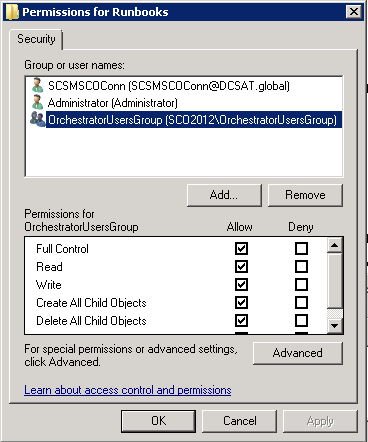 Permissions for Runbooks
Security
Group or user names:
SCSMSCOConn (SCSMSCOConn@DCSAT.global)
Administrator (Administrator)
OrchestratorUsersGroup (SCO2012\OrchestratorUsersGroup)
Add... Remove
Permissions for
OrchestratorUsersGroup Allow Deny
Full Control
Read
Write
Create All Child Objects
Delete All Child Objects
For special permissions or advanced settings,
click Advanced. Advanced
Learn about access control and permissions
OK Cancel Apply